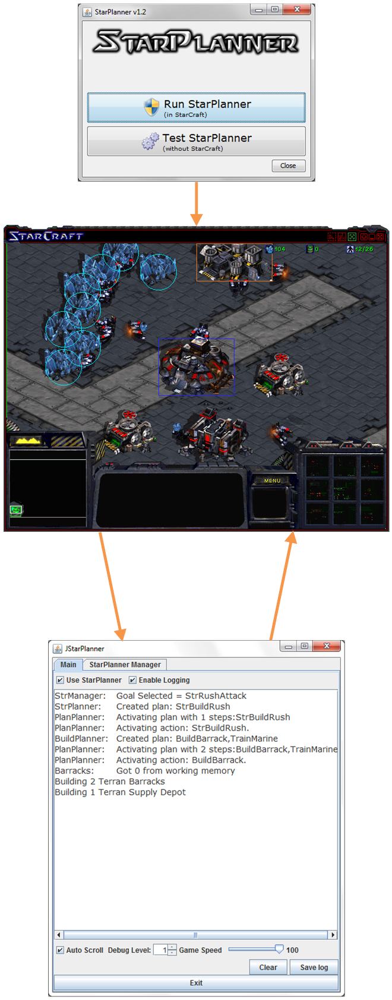 StarPlanner v1.2
STARPLANNER
Run StarPlanner
(in StarCraft)
Test StarPlanner
(without StarCraft)
Close
STARCRAFT
104 0 12/26
MENU
JStarPlanner
Main StarPlanner Manager
Use StarPlanner Enable Logging
StrManager: Goal Selected = StrRushAttack
StrPlanner: Created plan: StrBuildRush
PlanPlanner: Activating plan with 1 steps:StrBuildRush
PlanPlanner: Activating action: StrBuildRush.
BuildPlanner: Created plan: BuildBarrack,TrainMarine
PlanPlanner: Activating plan with 2 steps:BuildBarrack,TrainMarine
PlanPlanner: Activating action: BuildBarrack.
Barracks: Got 0 from working memory
Building 2 Terran Barracks
Building 1 Terran Supply Depot
Auto Scroll Debug Level: 1 Game Speed 100
Clear Save log
Exit